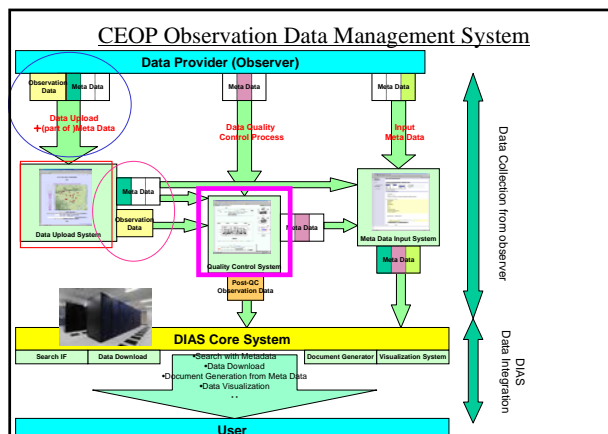 CEOP Observation Data Management System
Data Provider (Observer)
Observation
Data
Meta Data
Meta Data
Meta Data
Data Upload
+(part of )Meta Data
Data Quality
Control Process
Input
Meta Data
Data Collection from observer
Meta Data
Observation
Data
Data Upload System
Quality Control System
Meta Data
Meta Data Input System
Meta Data
Post-QC
Observation Data
DIAS Core System
Search IF
Data Download
Document Generator
Visualization System
•Search with Metadata
•Data Download
•Document Generation from Meta Data
•Data Visualization
..
DIAS
Data Integration
User